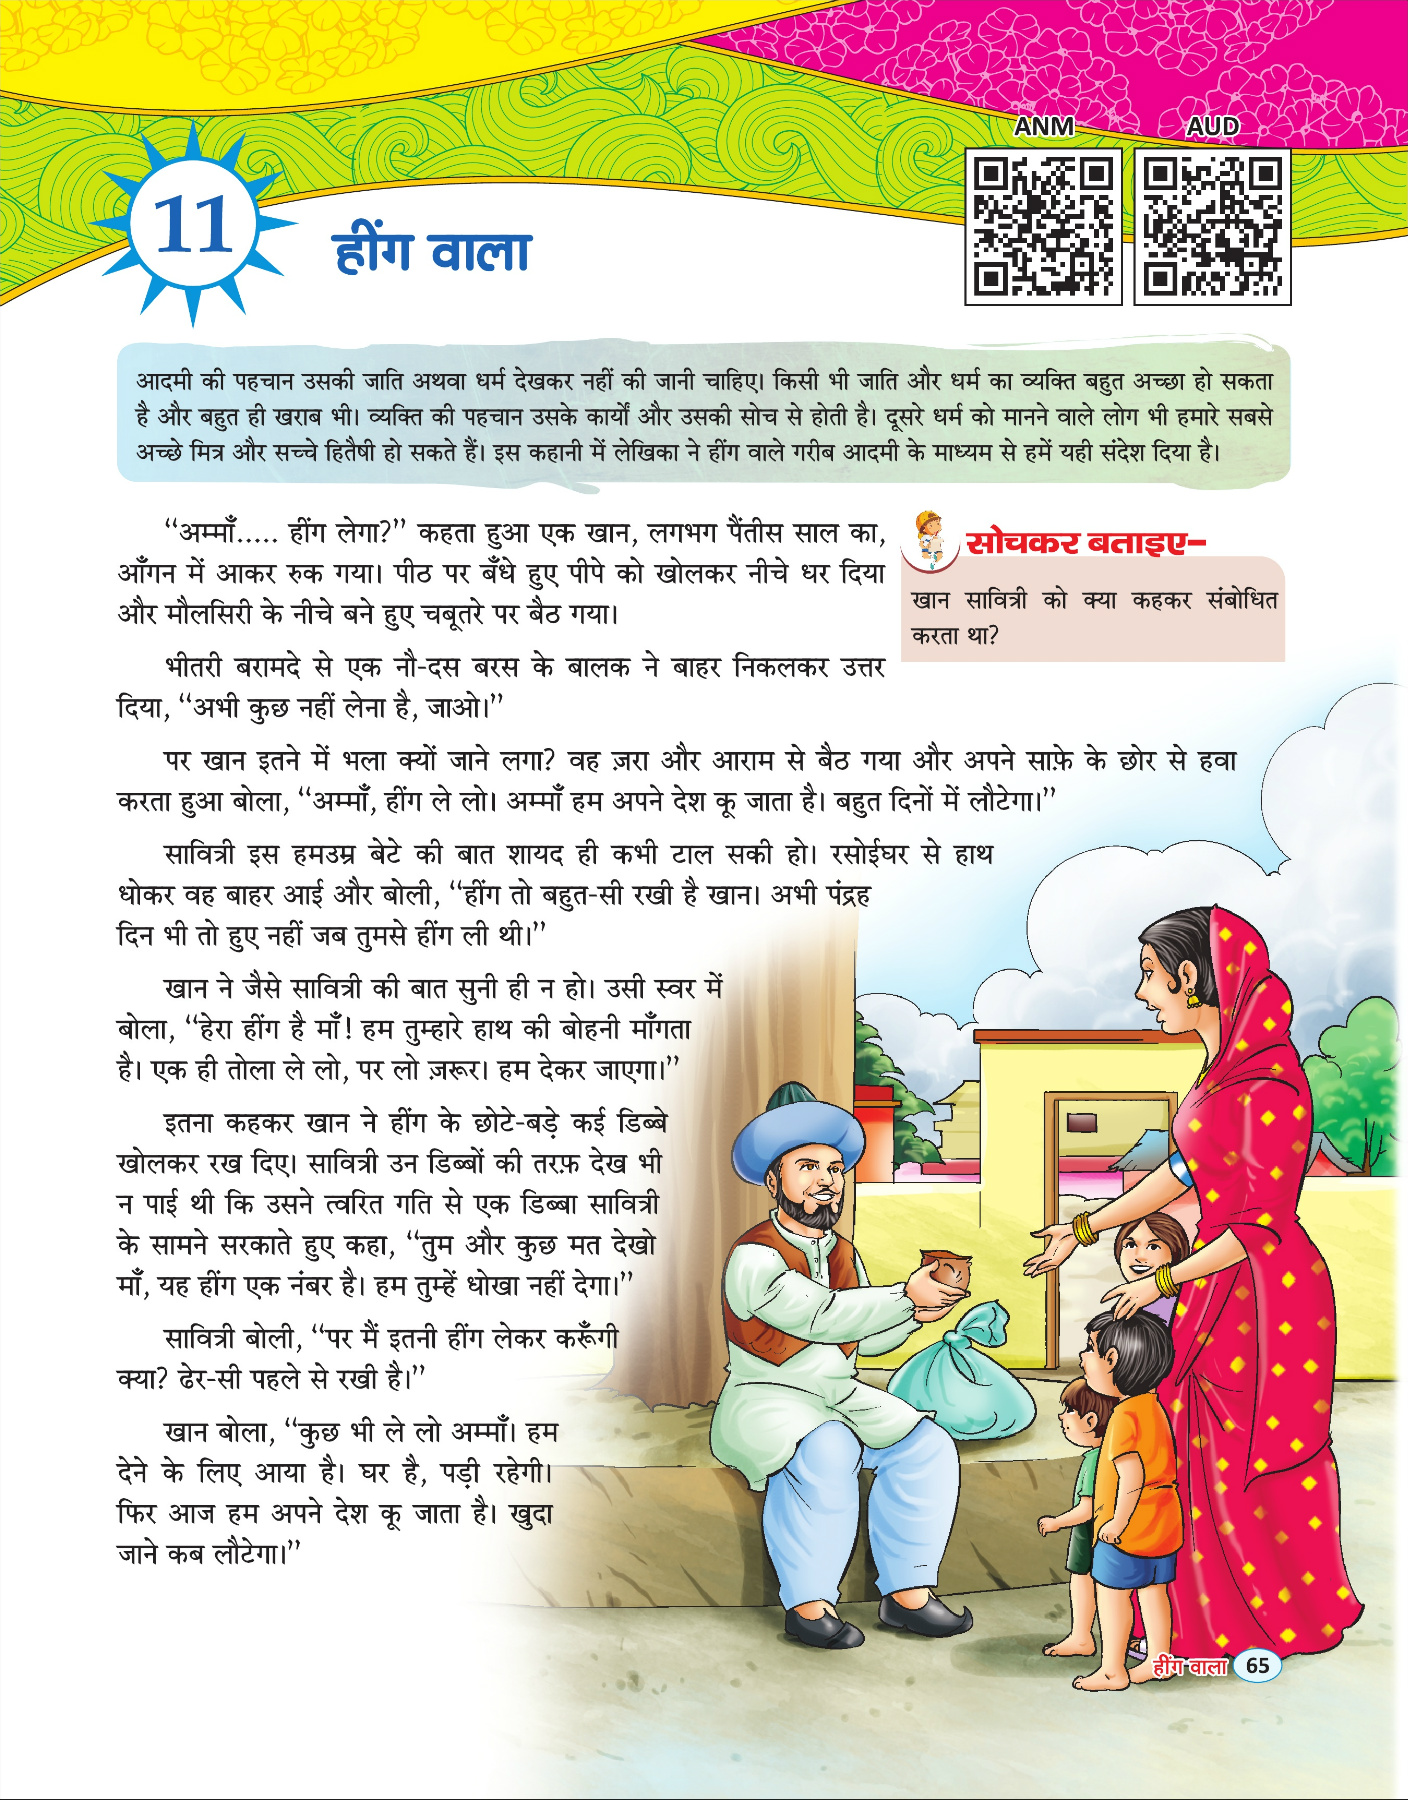 ANM
AUD
11
हींग वाला
आदमी की पहचान उसकी जाति अथवा धर्म देखकर नहीं की जानी चाहिए। किसी भी जाति और धर्म का व्यक्ति बहुत अच्छा हो सकता
है और बहुत ही खराब भी। व्यक्ति की पहचान उसके कार्यों और उसकी सोच से होती है। दूसरे धर्म को मानने वाले लोग भी हमारे सबसे
अच्छे मित्र और सच्चे हितैषी हो सकते हैं। इस कहानी में लेखिका ने हींग वाले गरीब आदमी के माध्यम से हमें यही संदेश दिया है।
“अम्माँ..... हींग लेगा?” कहता हुआ एक खान, लगभग पैंतीस साल का,
आँगन में आकर रुक गया। पीठ पर बँधे हुए पीपे को खोलकर नीचे धर दिया
और मौलसिरी के नीचे बने हुए चबूतरे पर बैठ गया।
सोचकर बताइए–
खान सावित्री को क्या कहकर संबोधित
करता था?
भीतरी बरामदे से एक नौ-दस बरस के बालक ने बाहर निकलकर उत्तर
दिया, “अभी कुछ नहीं लेना है, जाओ।”
पर खान इतने में भला क्यों जाने लगा? वह ज़रा और आराम से बैठ गया और अपने साफ़े के छोर से हवा
करता हुआ बोला, “अम्माँ, हींग ले लो। अम्माँ हम अपने देश कू जाता है। बहुत दिनों में लौटेगा।”
सावित्री इस हमउम्र बेटे की बात शायद ही कभी टाल सकी हो। रसोईघर से हाथ
धोकर वह बाहर आई और बोली, “हींग तो बहुत-सी रखी है खान। अभी पंद्रह
दिन भी तो हुए नहीं जब तुमसे हींग ली थी।”
खान ने जैसे सावित्री की बात सुनी ही न हो। उसी स्वर में
बोला, “हेरा हींग है माँ! हम तुम्हारे हाथ की बोहनी माँगता
है। एक ही तोला ले लो, पर लो ज़रूर। हम देकर जाएगा।”
इतना कहकर खान ने हींग के छोटे-बड़े कई डिब्बे
खोलकर रख दिए। सावित्री उन डिब्बों की तरफ़ देख भी
न पाई थी कि उसने त्वरित गति से एक डिब्बा सावित्री
के सामने सरकाते हुए कहा, “तुम और कुछ मत देखो
माँ, यह हींग एक नंबर है। हम तुम्हें धोखा नहीं देगा।”
सावित्री बोली, “पर मैं इतनी हींग लेकर करूँगी
क्या? ढेर-सी पहले से रखी है।”
खान बोला, “कुछ भी ले लो अम्माँ। हम
देने के लिए आया है। घर है, पड़ी रहेगी।
फिर आज हम अपने देश कू जाता है। खुदा
जाने कब लौटेगा।”
हींग वाला 65